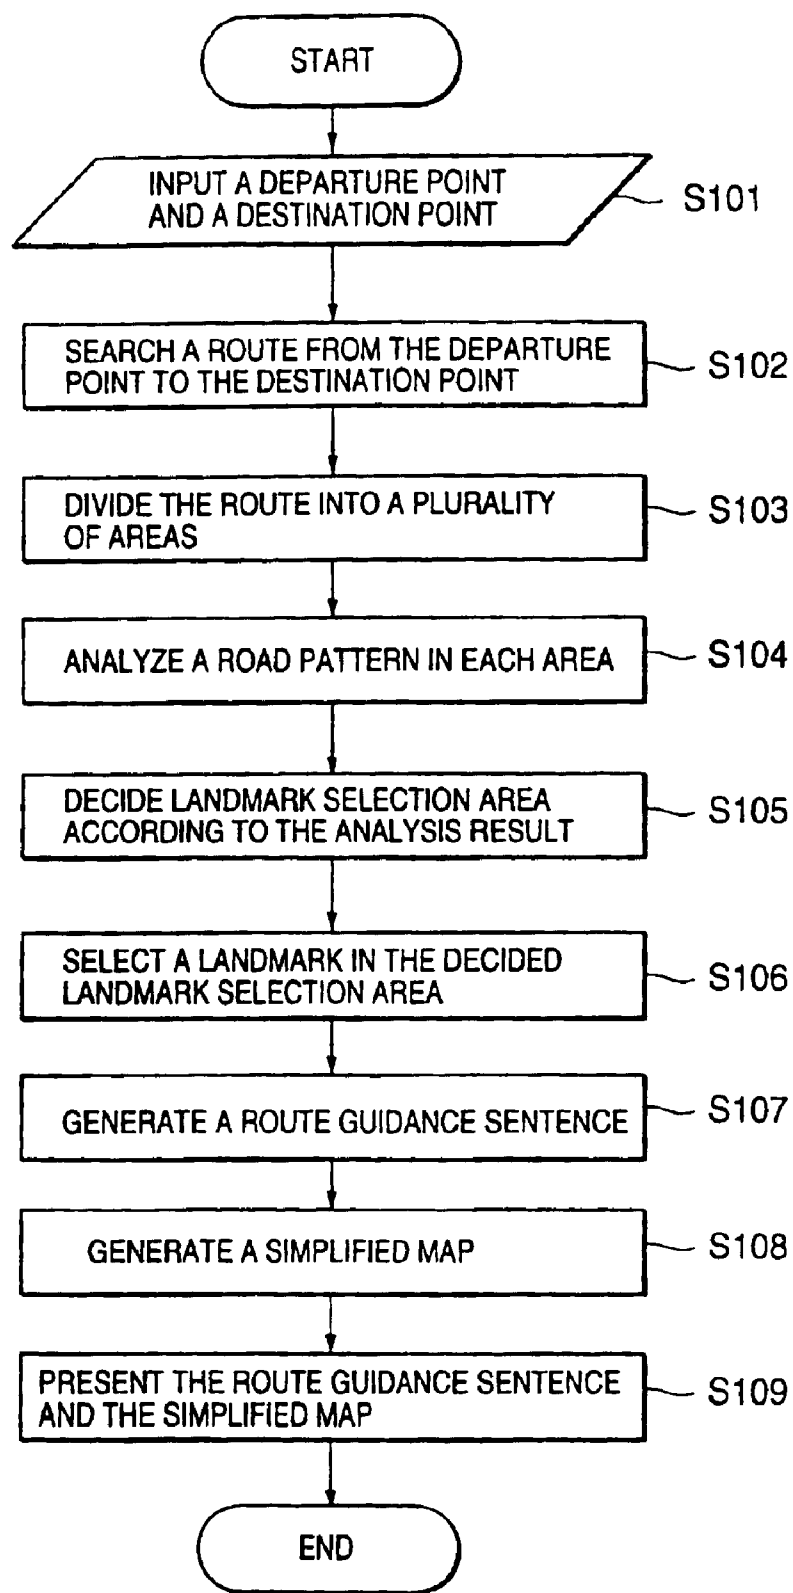 START
INPUT A DEPARTURE POINT
AND A DESTINATION POINT
S101
SEARCH A ROUTE FROM THE DEPARTURE
POINT TO THE DESTINATION POINT
S102
DIVIDE THE ROUTE INTO A PLURALITY
OF AREAS
S103
ANALYZE A ROAD PATTERN IN EACH AREA
S104
DECIDE LANDMARK SELECTION AREA
ACCORDING TO THE ANALYSIS RESULT
S105
SELECT A LANDMARK IN THE DECIDED
LANDMARK SELECTION AREA
S106
GENERATE A ROUTE GUIDANCE SENTENCE
S107
GENERATE A SIMPLIFIED MAP
S108
PRESENT THE ROUTE GUIDANCE SENTENCE
AND THE SIMPLIFIED MAP
S109
END